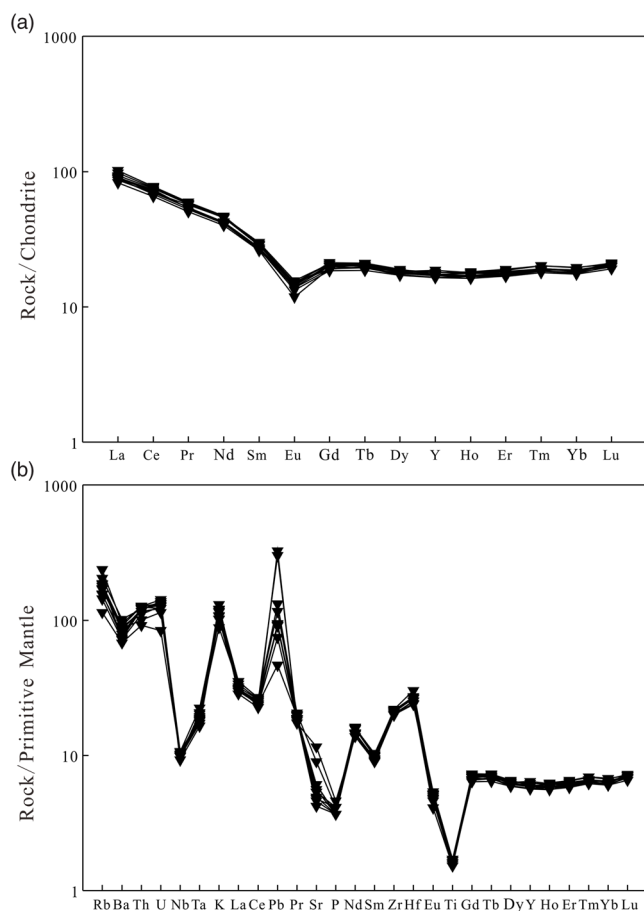 (a)
1000
100
10
1
Rock/Chondrite
La Ce Pr Nd Sm Eu Gd Tb Dy Y Ho Er Tm Yb Lu
(b)
1000
100
10
1
Rock/Primitive Mantle
Rb Ba Th U Nb Ta K La Ce Pb Pr Sr P Nd Sm Zr Hf Eu Ti Gd Tb Dy Y Ho Er Tm Yb Lu